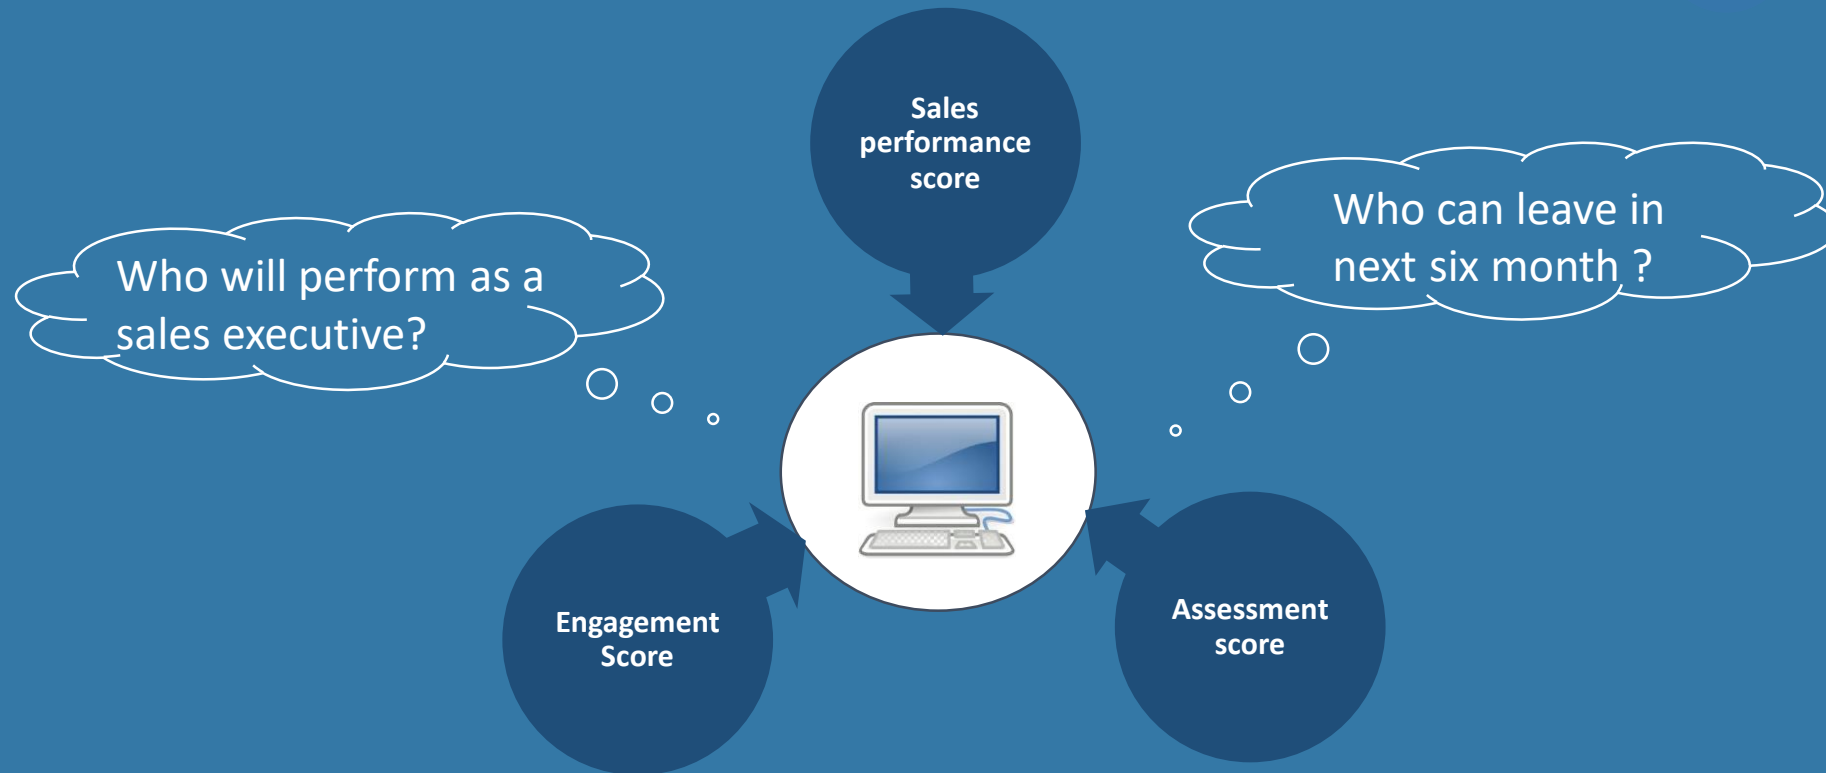 Sales
performance
score
Who will perform as a
sales executive?
Who can leave in
next six month ?
Engagement
Score
Assessment
score